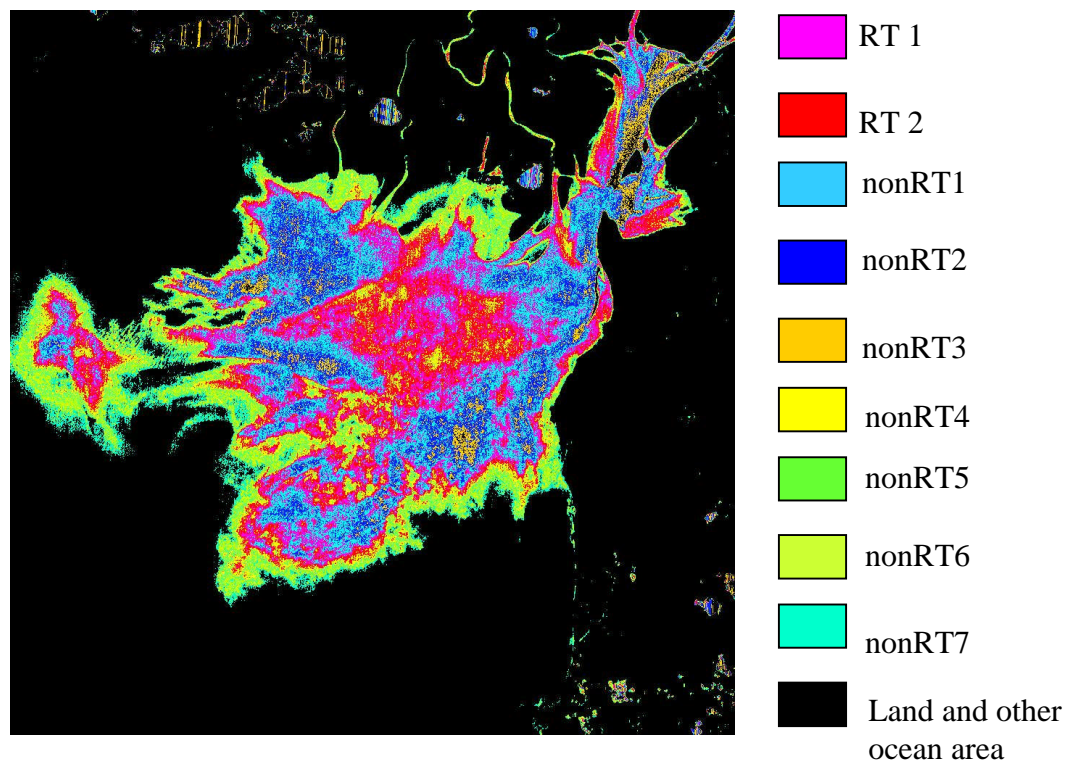 RT 1
RT 2
nonRT1
nonRT2
nonRT3
nonRT4
nonRT5
nonRT6
nonRT7
Land and other
ocean area